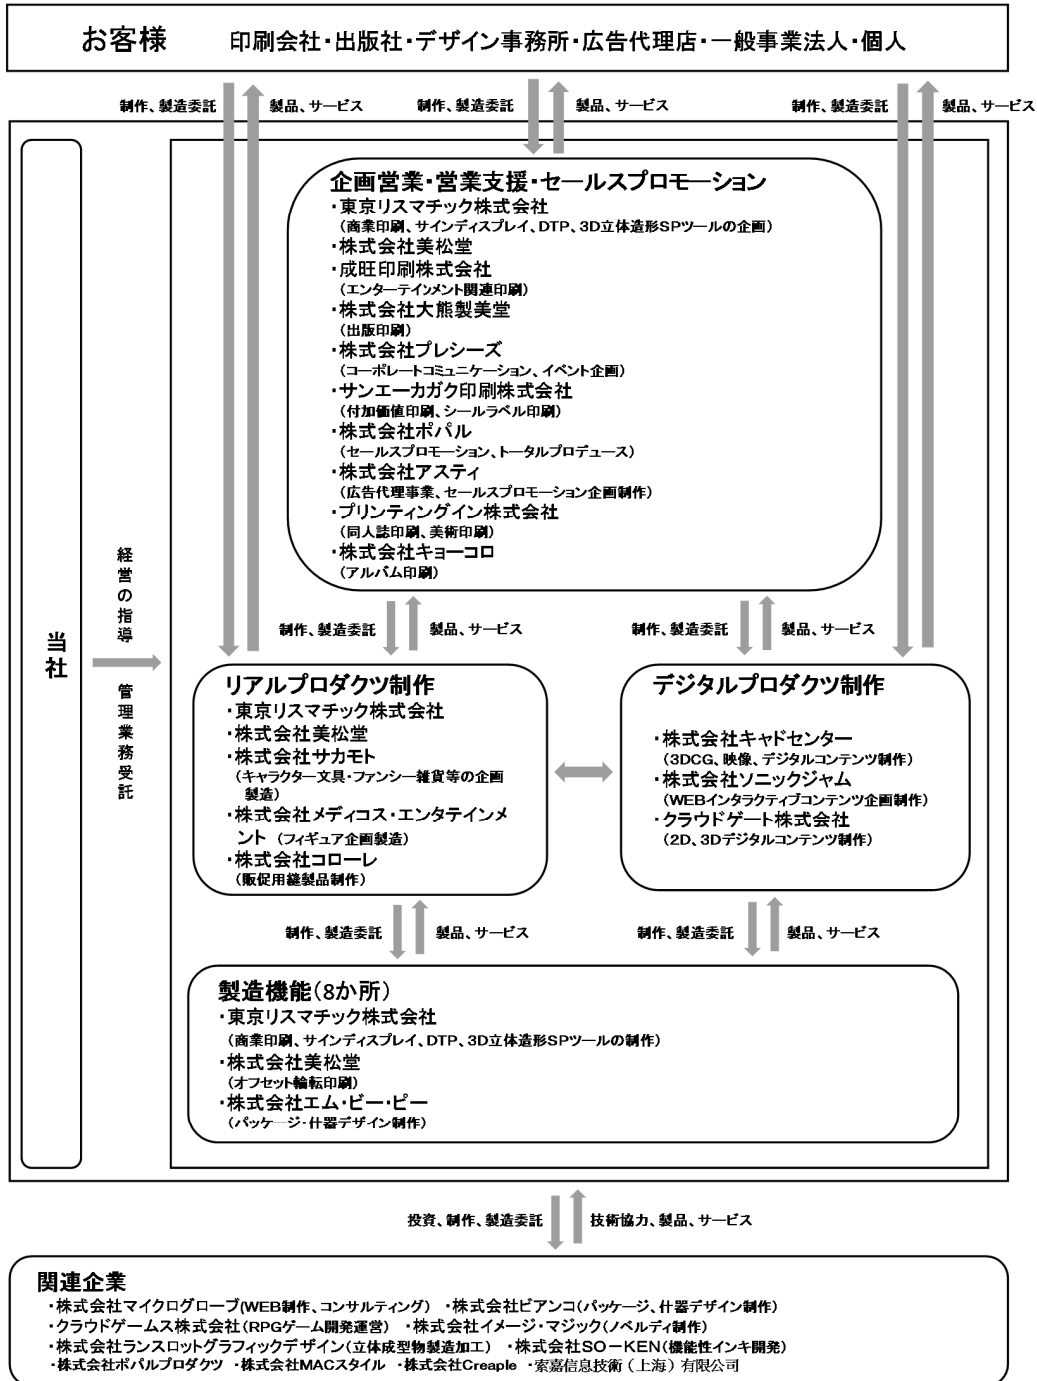 お客様 印刷会社・出版社・デザイン事務所・広告代理店・一般事業法人・個人
制作、製造委託 製品、サービス 制作、製造委託 製品、サービス 制作、製造委託 製品、サービス
当社
経営の指導 管理業務受託
企画営業・営業支援・セールスプロモーション
・東京リスマチック株式会社
(商業印刷、サインディスプレイ、DTP、3D立体造形SPツールの企画)
・株式会社美松堂
・成旺印刷株式会社
(エンターテインメント関連印刷)
・株式会社大熊製美堂
(出版印刷)
・株式会社プレシーズ
(コーポレートコミュニケーション、イベント企画)
・サンエーカガク印刷株式会社
(付加価値印刷、シールラベル印刷)
・株式会社ポパル
(セールスプロモーション、トータルプロデュース)
・株式会社アスティ
(広告代理事業、セールスプロモーション企画制作)
・プリンティングイン株式会社
(同人誌印刷、美術印刷)
・株式会社キョーコロ
(アルバム印刷)
制作、製造委託 製品、サービス 制作、製造委託 製品、サービス
リアルプロダクツ制作
・東京リスマチック株式会社
・株式会社美松堂
・株式会社サカモト
(キャラクター文具・ファンシー雑貨等の企画
製造)
・株式会社メディコス・エンタテインメ
ント (フィギュア企画製造)
・株式会社コローレ
(販促用縫製品制作)
デジタルプロダクツ制作
・株式会社キャドセンター
(3DCG、映像、デジタルコンテンツ制作)
・株式会社ソニックジャム
(WEBインタラクティブコンテンツ企画制作)
・クラウドゲート株式会社
(2D、3Dデジタルコンテンツ制作)
制作、製造委託 製品、サービス 制作、製造委託 製品、サービス
製造機能(8か所)
・東京リスマチック株式会社
(商業印刷、サインディスプレイ、DTP、3D立体造形SPツールの制作)
・株式会社美松堂
(オフセット輪転印刷)
・株式会社エム・ビー・ピー
(パッケージ・什器デザイン制作)
投資、制作、製造委託 技術協力、製品、サービス
関連企業
・株式会社マイクログローブ(WEB制作、コンサルティング) ・株式会社ビアンコ(パッケージ、什器デザイン制作)
・クラウドゲームス株式会社(RPGゲーム開発運営) ・株式会社イメージ・マジック(ノベルディ制作)
・株式会社ランスロットグラフィックデザイン(立体成型物製造加工) ・株式会社SO-KEN(機能性インキ開発)
・株式会社ポパルプロダクツ ・株式会社MACスタイル ・株式会社Creaple ・索嘉信息技術(上海)有限公司